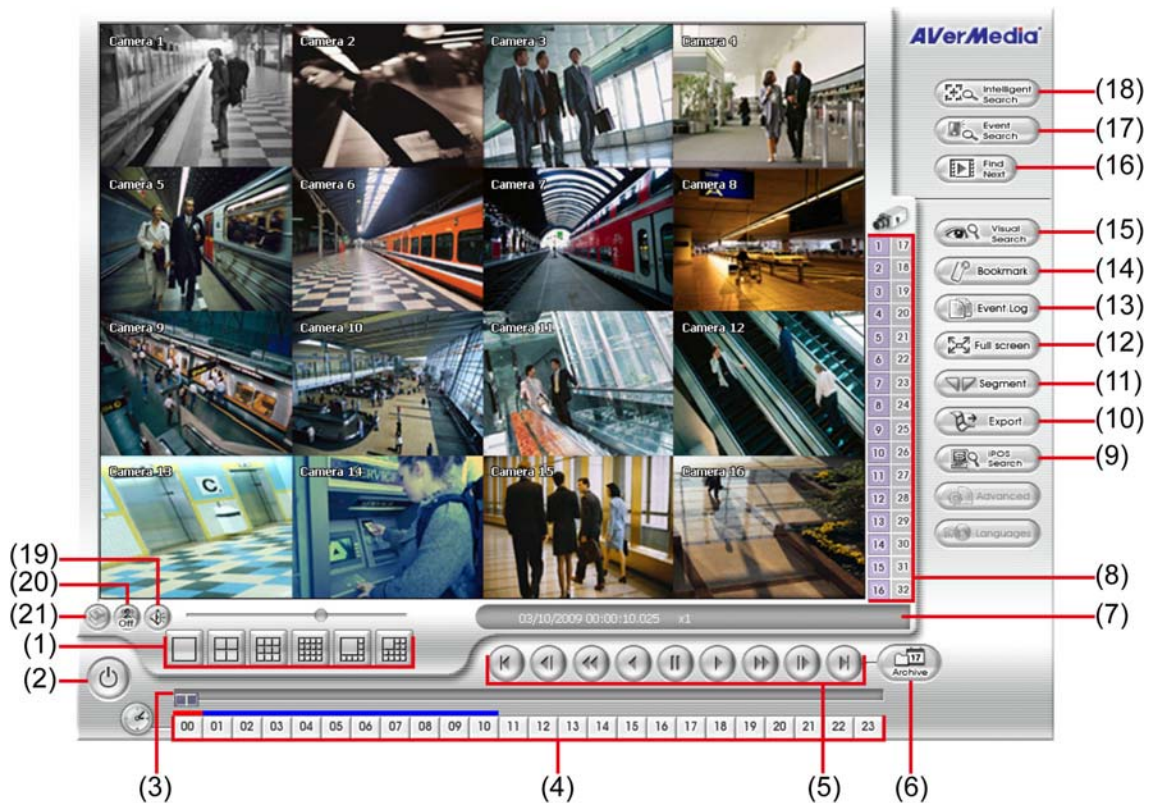 AVerMedia
Camera 1
Camera 2
Camera 3
Camera 4
Intelligent Search (18)
Event Search (17)
Find Next (16)
Camera 5
Camera 6
Camera 7
Camera 8
Visual Search (15)
Bookmark (14)
Event Log (13)
Full screen (12)
Segment (11)
Export (10)
iPOS Search (9)
Advanced
Languages
1 17
2 18
3 19
4 20
5 21
6 22
7 23
8 24
9 25
10 26
11 27
12 28
13 29
14 30
15 31
16 32
(8)
Camera 9
Camera 10
Camera 11
Camera 12
Camera 13
Camera 14
Camera 15
Camera 16
C.
SERVICE
(19)
(20)
(21)
Off
03/10/2009 00:00:10.025 x1
(7)
(1)
(2)
17
Archive
00 01 02 03 04 05 06 07 08 09 10 11 12 13 14 15 16 17 18 19 20 21 22 23
(3)
(4)
(5)
(6)